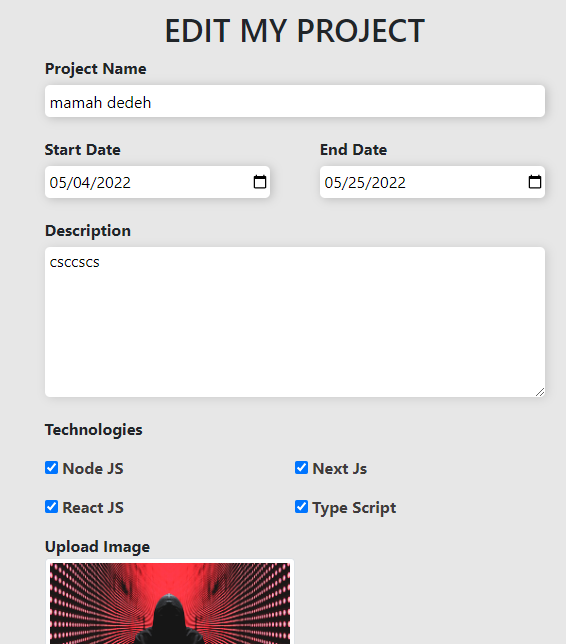 EDIT MY PROJECT
Project Name
mamah dedeh
Start Date
End Date
05/04/2022
05/25/2022
Description
csccscs
Technologies
Node JS
Next Js
React JS
Type Script
Upload Image